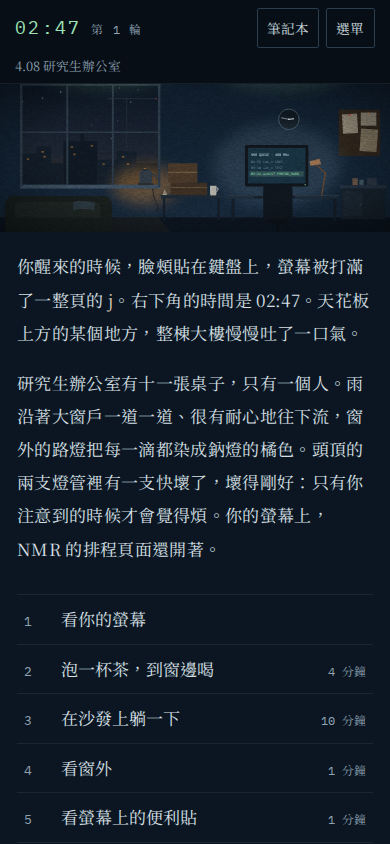 02:47 第 1 輪
筆記本
選單
4.08 研究生辦公室
你醒來的時候，臉頰貼在鍵盤上，螢幕被打滿
了一整頁的 j。右下角的時間是 02:47。天花板
上方的某個地方，整棟大樓慢慢吐了一口氣。
研究生辦公室有十一張桌子，只有一個人。雨
沿著大窗戶一道一道、很有耐心地往下流，窗
外的路燈把每一滴都染成鈉燈的橘色。頭頂的
兩支燈管裡有一支快壞了，壞得剛好：只有你
注意到的時候才會覺得煩。你的螢幕上，
NMR 的排程頁面還開著。
1 看你的螢幕
2 泡一杯茶，到窗邊喝 4 分鐘
3 在沙發上躺一下 10 分鐘
4 看窗外 1 分鐘
5 看螢幕上的便利貼 1 分鐘